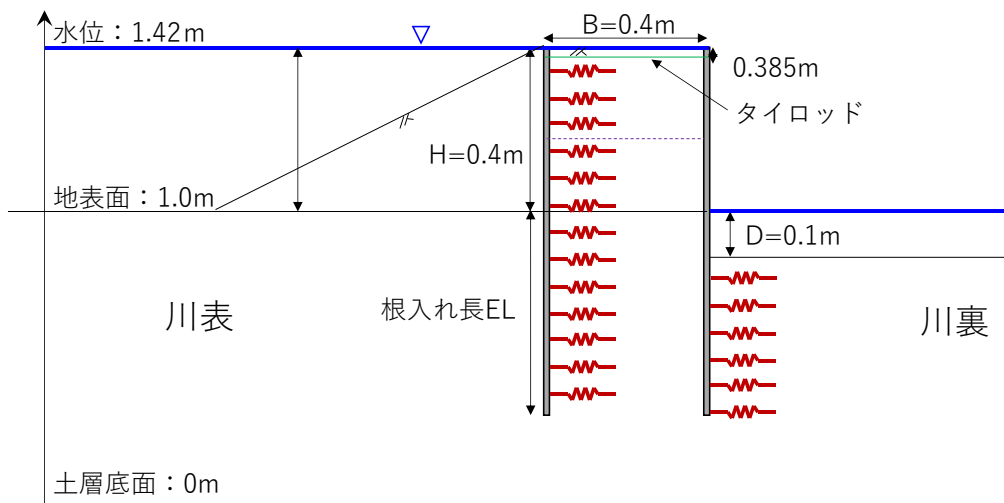 水位：1.42m
B=0.4m
0.385m
タイロッド
H=0.4m
地表面：1.0m
D=0.1m
川表
根入れ長EL
川裏
土層底面：0m